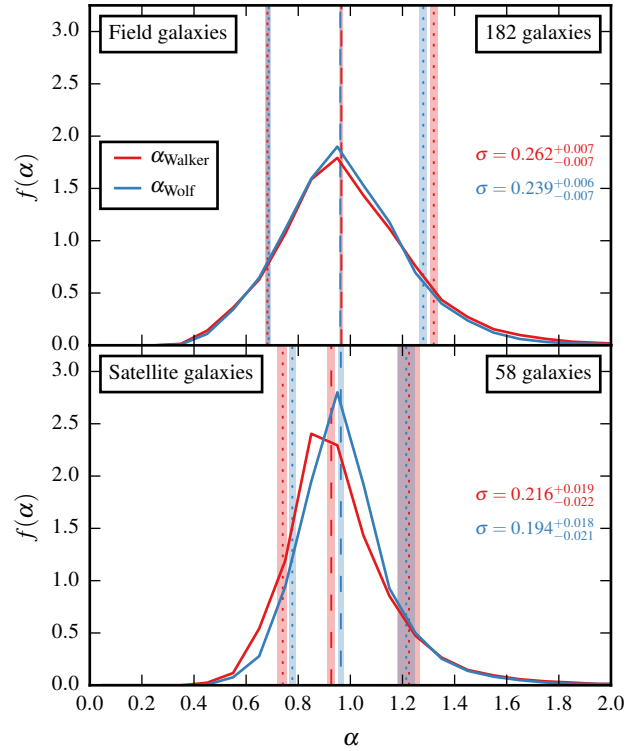 3.0
Field galaxies
182 galaxies
2.5
2.0
αWalker
σ = 0.262 +0.007 −0.007
αWolf
σ = 0.239 +0.006 −0.007
f(α)
1.5
1.0
0.5
0.0
3.0
Satellite galaxies
58 galaxies
2.5
2.0
σ = 0.216 +0.019 −0.022
f(α)
1.5
σ = 0.194 +0.018 −0.021
1.0
0.5
0.0
0.0 0.2 0.4 0.6 0.8 1.0 1.2 1.4 1.6 1.8 2.0
α